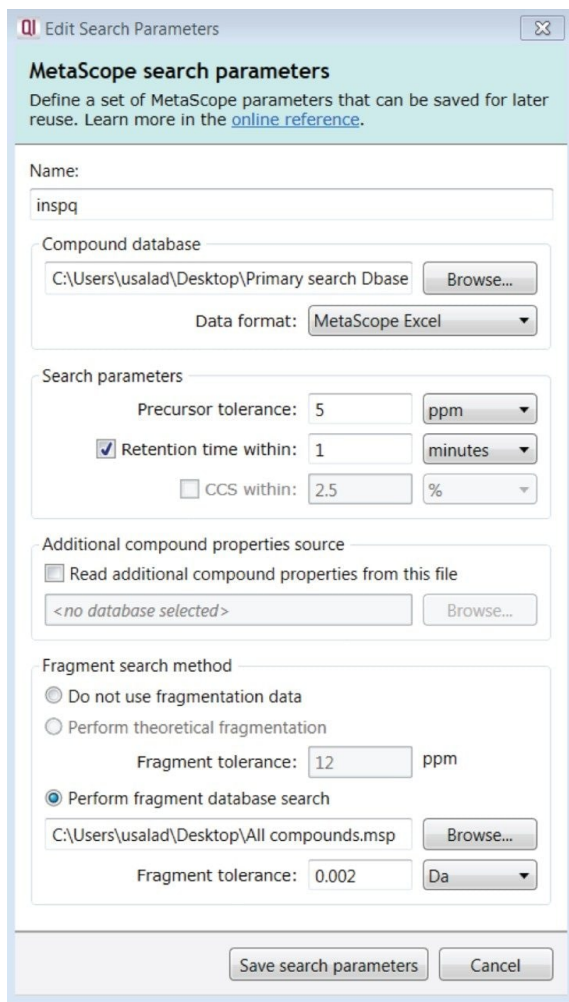 QI Edit Search Parameters
MetaScope search parameters
Define a set of MetaScope parameters that can be saved for later
reuse. Learn more in the online reference.
Name:
inspq
Compound database
C:\Users\usalad\Desktop\Primary search Dbase Browse...
Data format: MetaScope Excel
Search parameters
Precursor tolerance: 5 ppm
Retention time within: 1 minutes
CCS within: 2.5 %
Additional compound properties source
Read additional compound properties from this file
<no database selected> Browse...
Fragment search method
Do not use fragmentation data
Perform theoretical fragmentation
Fragment tolerance: 12 ppm
Perform fragment database search
C:\Users\usalad\Desktop\All compounds.msp Browse...
Fragment tolerance: 0.002 Da
Save search parameters Cancel